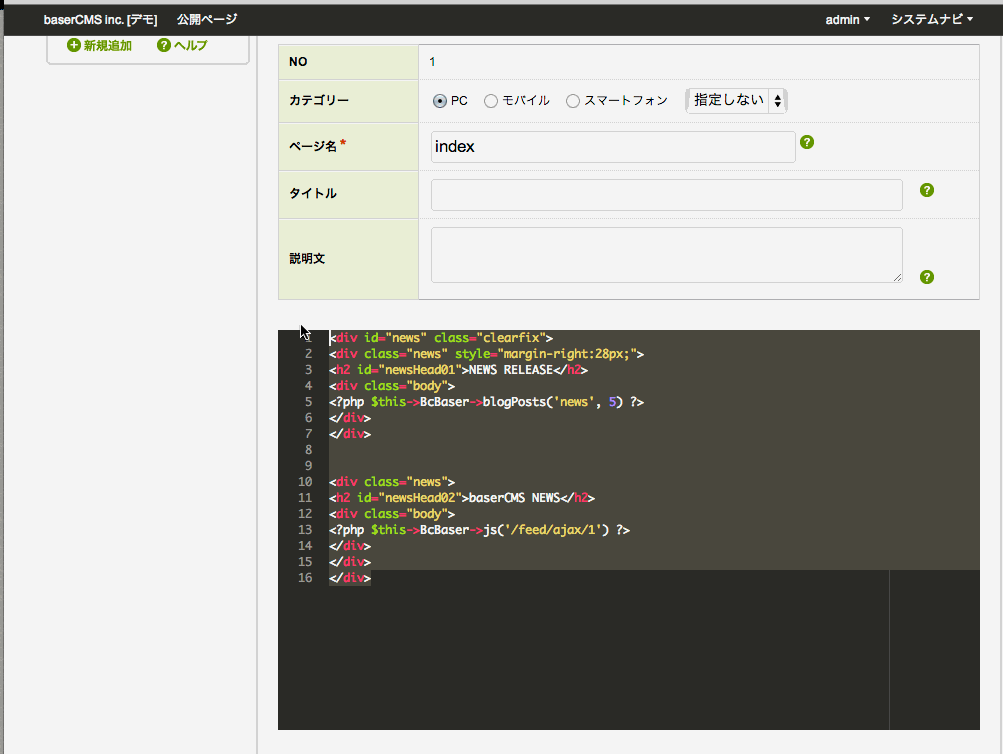 baserCMS inc. [デモ] 公開ページ admin システムナビ
新規追加 ヘルプ
NO 1
カテゴリー PC モバイル スマートフォン 指定しない
ページ名* index
タイトル
説明文
1 <div id="news" class="clearfix">
2 <div class="news" style="margin-right:28px;">
3 <h2 id="newsHead01">NEWS RELEASE</h2>
4 <div class="body">
5 <?php $this->BcBaser->blogPosts('news', 5) ?>
6 </div>
7 </div>
8
9
10 <div class="news">
11 <h2 id="newsHead02">baserCMS NEWS</h2>
12 <div class="body">
13 <?php $this->BcBaser->js('/feed/ajax/1') ?>
14 </div>
15 </div>
16 </div>